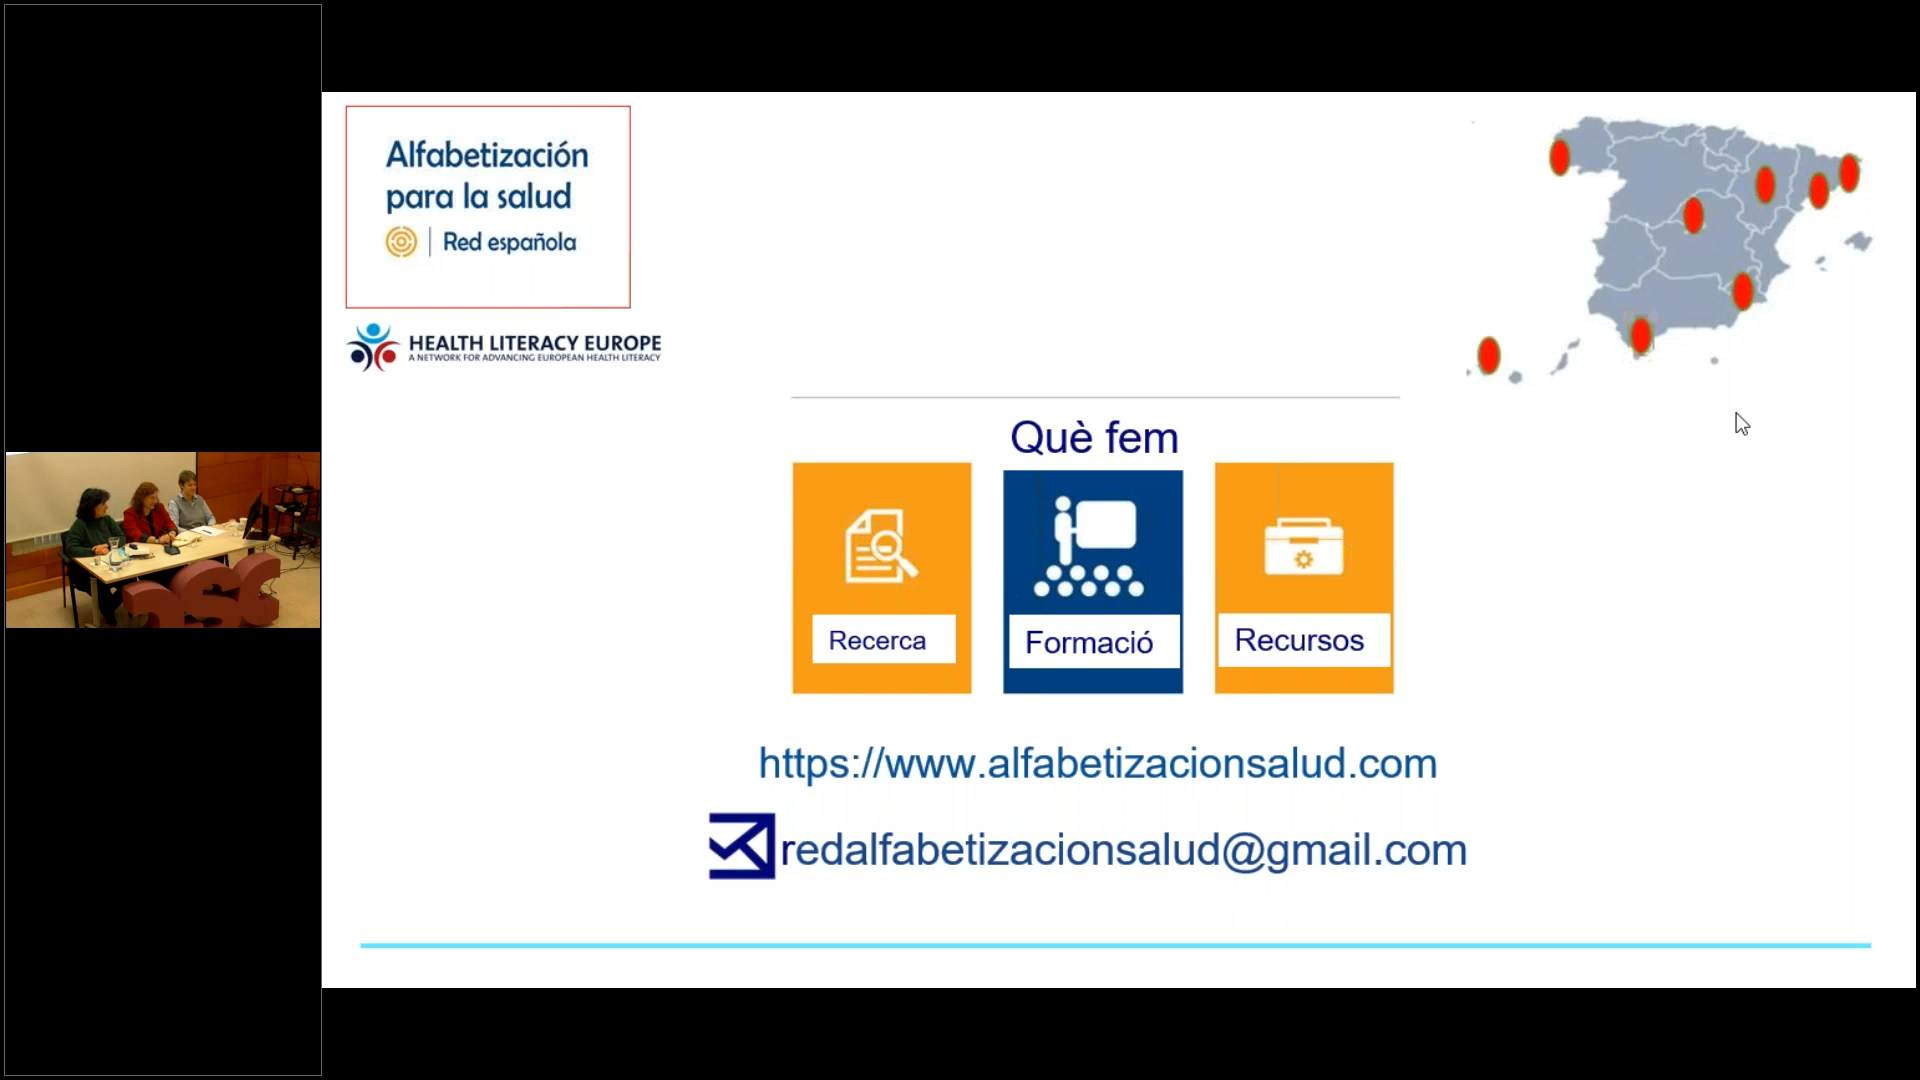 Alfabetización
para la salud
Red española
HEALTH LITERACY EUROPE
A NETWORK FOR ADVANCING EUROPEAN HEALTH LITERACY
Què fem
Recerca
Formació
Recursos
https://www.alfabetizacionsalud.com
redalfabetizacionsalud@gmail.com